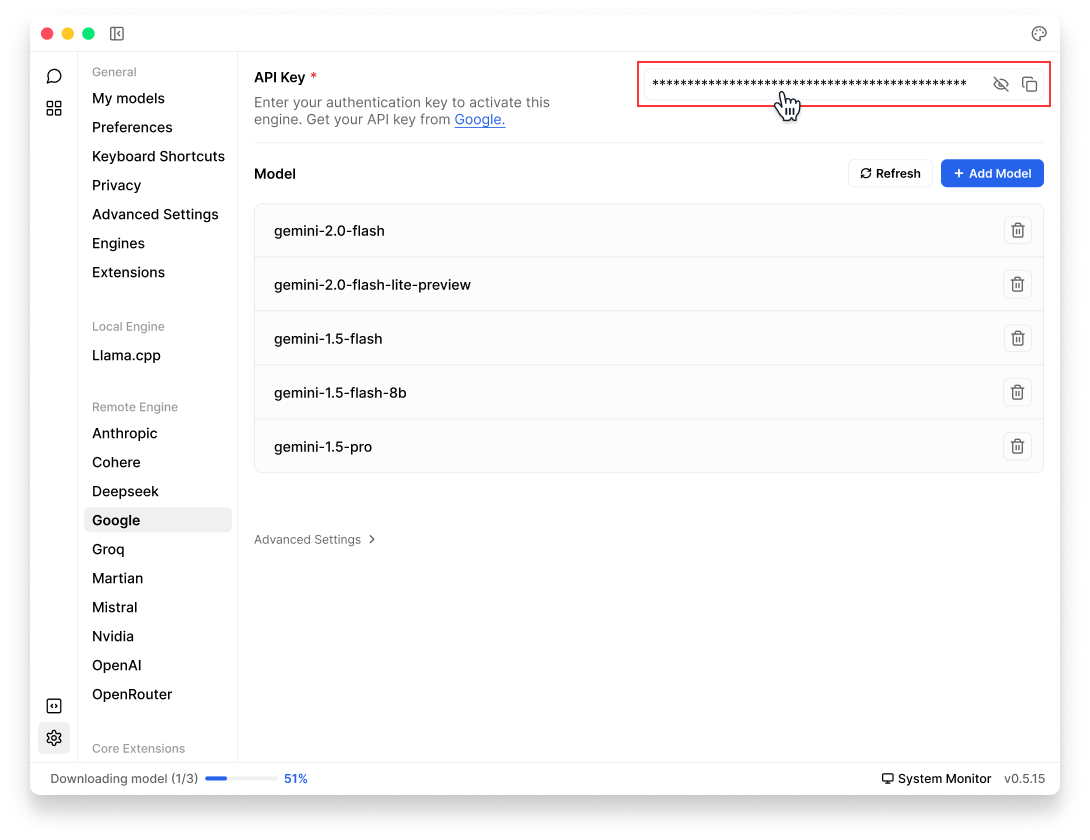 General
My models
Preferences
Keyboard Shortcuts
Privacy
Advanced Settings
Engines
Extensions
Local Engine
Llama.cpp
Remote Engine
Anthropic
Cohere
Deepseek
Google
Groq
Martian
Mistral
Nvidia
OpenAI
OpenRouter
Core Extensions
API Key *
Enter your authentication key to activate this
engine. Get your API key from Google.
*********************************************
Model
Refresh
+ Add Model
gemini-2.0-flash
gemini-2.0-flash-lite-preview
gemini-1.5-flash
gemini-1.5-flash-8b
gemini-1.5-pro
Advanced Settings
Downloading model (1/3) 51%
System Monitor v0.5.15